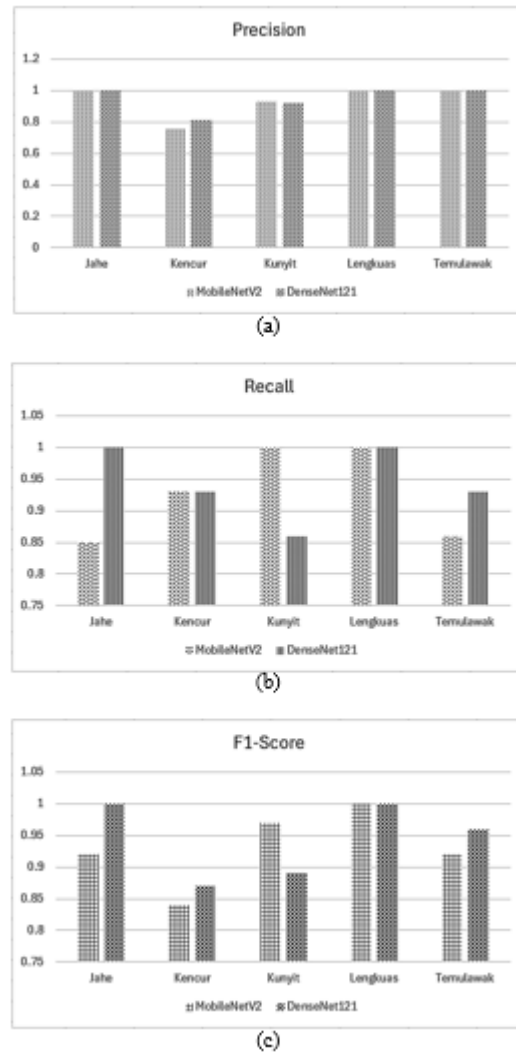 Precision
1.2
1
0.8
0.6
0.4
0.2
0
Jahe Kencur Kunyit Lengkuas Temulawak
MobileNetV2 DenseNet121
(a)
Recall
1.05
1
0.95
0.9
0.85
0.8
0.75
Jahe Kencur Kunyit Lengkuas Temulawak
MobileNetV2 DenseNet121
(b)
F1-Score
1.05
1
0.95
0.9
0.85
0.8
0.75
Jahe Kencur Kunyit Lengkuas Temulawak
MobileNetV2 DenseNet121
(c)